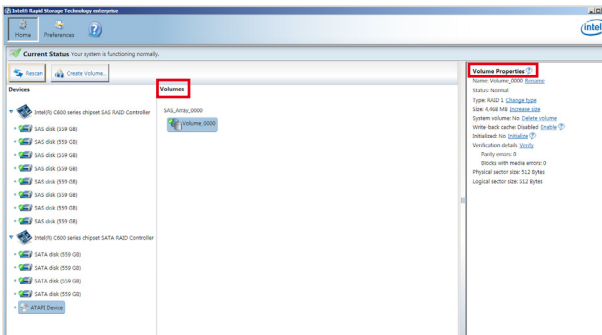 Intel® Rapid Storage Technology enterprise
Home
Preferences
intel
Current Status Your system is functioning normally.
Rescan
Create Volume...
Devices
Intel(R) C600 series chipset SAS RAID Controller
SAS disk (559 GB)
SAS disk (559 GB)
SAS disk (559 GB)
SAS disk (559 GB)
SAS disk (559 GB)
SAS disk (559 GB)
SAS disk (559 GB)
SAS disk (559 GB)
Intel(R) C600 series chipset SATA RAID Controller
SATA disk (559 GB)
SATA disk (559 GB)
SATA disk (559 GB)
SATA disk (559 GB)
ATAPI Device
Volumes
SAS_Array_0000
Volume_0000
Volume Properties
Name: Volume_0000 Rename
Status: Normal
Type: RAID 1 Change type
Size: 4,468 MB Increase size
System volume: No Delete volume
Write back cache: Disabled Enable
Initialized: No Initialize
Verification details Verify
Parity errors: 0
Blocks with media errors: 0
Physical sector size: 512 Bytes
Logical sector size: 512 Bytes